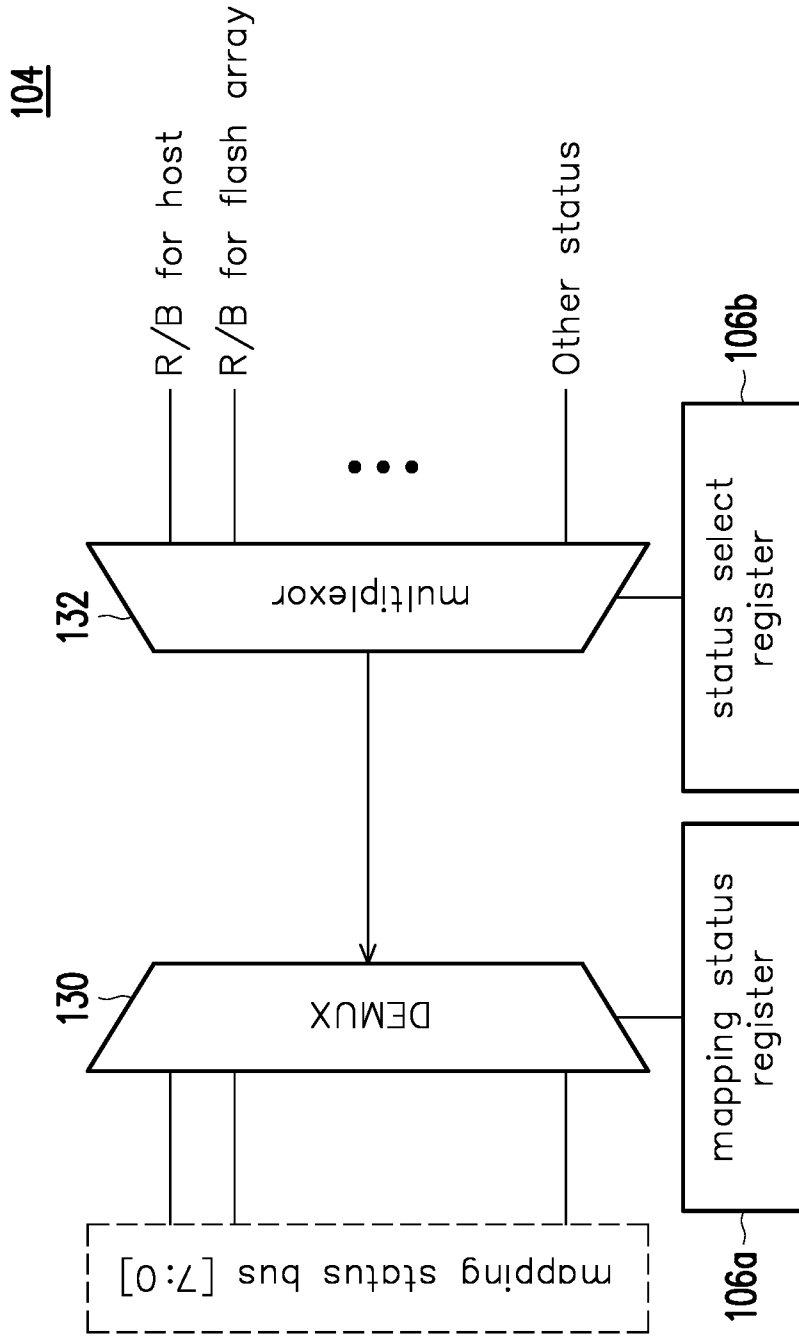 104
R/B for host
R/B for flash array
Other status
132
multiplexor
130
DEMUX
mapping status bus [7:0]
106a
mapping status
register
106b
status select
register